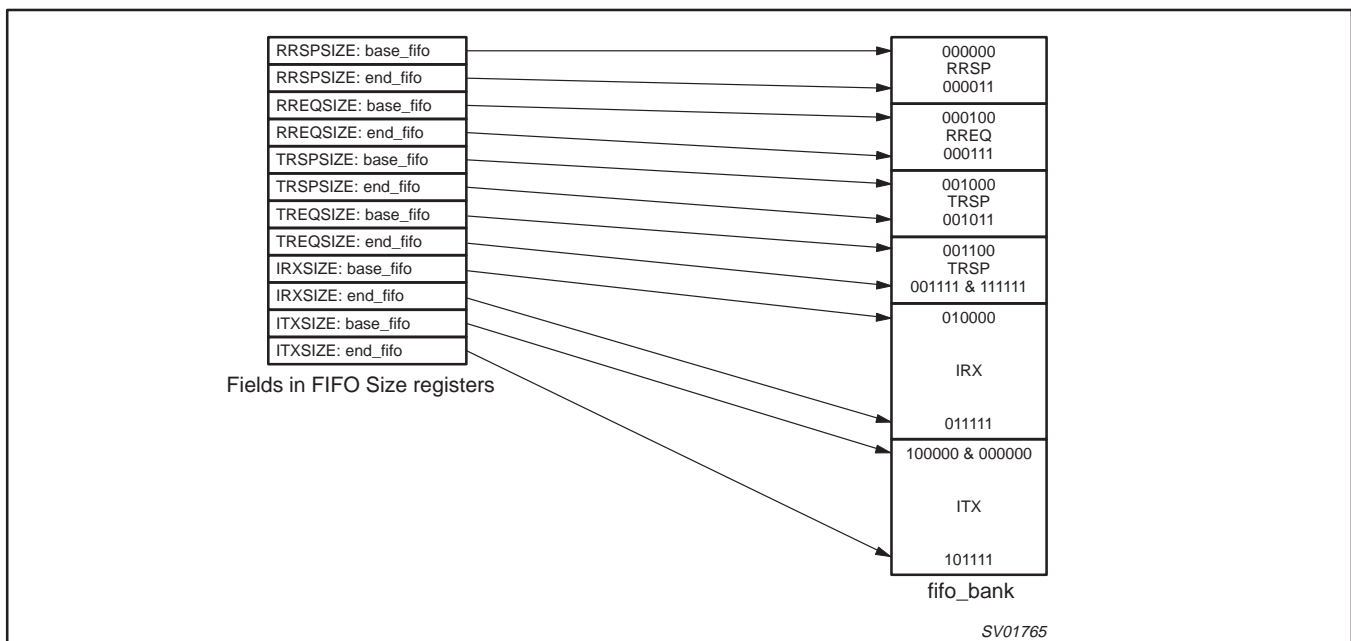 RRSPSIZE: base_fifo
RRSPSIZE: end_fifo
RREQSIZE: base_fifo
RREQSIZE: end_fifo
TRSPSIZE: base_fifo
TRSPSIZE: end_fifo
TREQSIZE: base_fifo
TREQSIZE: end_fifo
IRXSIZE: base_fifo
IRXSIZE: end_fifo
ITXSIZE: base_fifo
ITXSIZE: end_fifo
Fields in FIFO Size registers
000000
RRSP
000011
000100
RREQ
000111
001000
TRSP
001011
001100
TRSP
001111 & 111111
010000
IRX
011111
100000 & 000000
ITX
101111
fifo_bank
SV01765